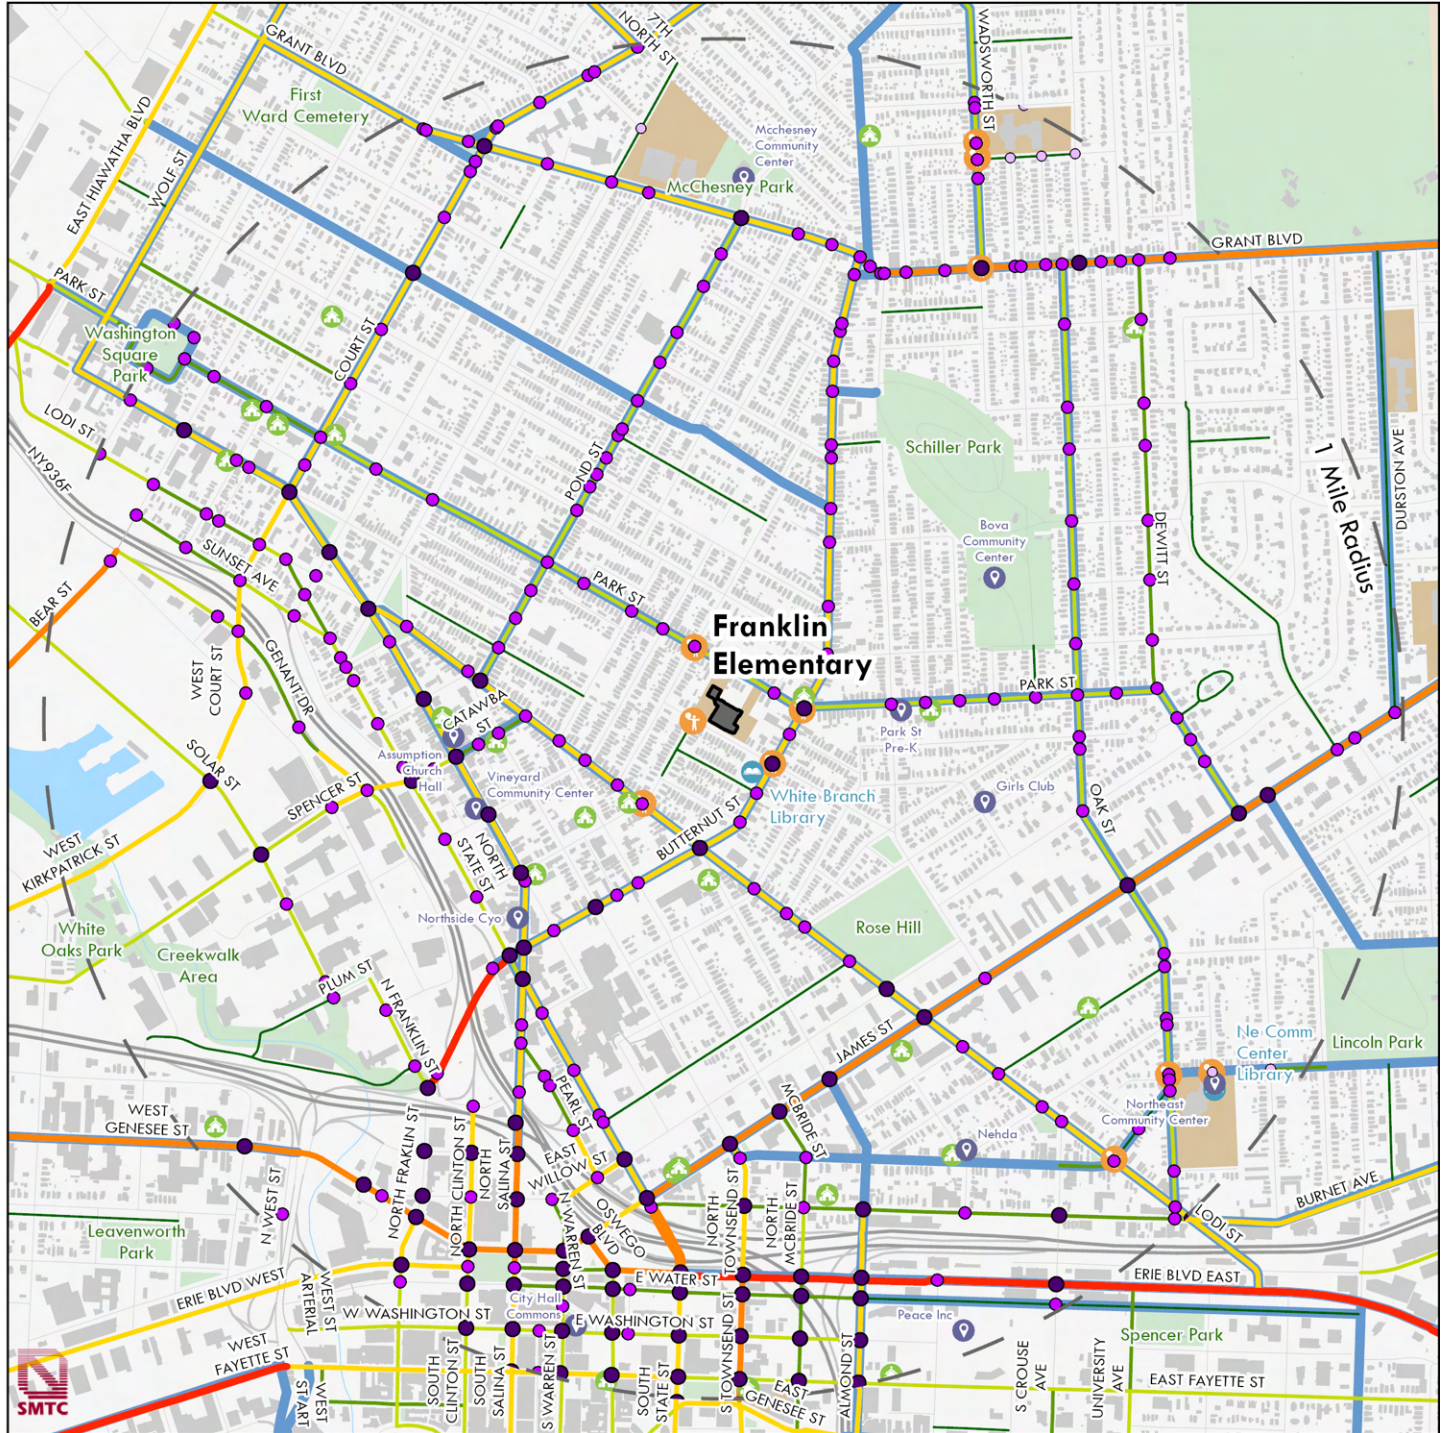 GRANT BLVD
NORTH ST
7TH
WADSWORTH ST
First
Ward Cemetery
Mcchesney
Community
Center
McChesney Park
EAST HIAWATHA BLVD
WOLF ST
GRANT BLVD
PARK ST
Washington
Square
Park
COURT ST
LODI ST
NY936F
POND ST
Schiller Park
1 Mile Radius
DURSTON AVE
Bova
Community
Center
DEWITT ST
SUNSET AVE
BEAR ST
PARK ST
Franklin
Elementary
WEST
COURT ST
GENANT DR
CATAWBA
ST
PARK ST
Park St
Pre-K
SOLAR ST
Assumption
Church
Hall
SPENCER ST
Vineyard
Community Center
White Branch
Library
Girls Club
OAK ST
BUTTERNUT ST
WEST
KIRKPATRICK ST
NORTH
STATE ST
Northside Cyo
White
Oaks Park
Creekwalk
Area
Rose Hill
PLUM ST
N FRANKLIN ST
JAMES ST
Ne Comm
Center
Library
Lincoln Park
PEARL ST
MCBRIDE ST
Northeast
Community Center
WEST
GENESEE ST
NORTH FRAKLIN ST
NORTH CLINTON ST
NORTH
SALINA ST
EAST
WILLOW ST
Nehda
N WEST ST
N WARREN ST
OSWEGO
BLVD
NORTH
TOWNSEND ST
NORTH
MCBRIDE ST
BURNET AVE
LODI ST
Leavenworth
Park
ERIE BLVD WEST
WEST ST
ARTERIAL
E WATER ST
ERIE BLVD EAST
W WASHINGTON ST
City Hall
Commons
E WASHINGTON ST
Peace Inc
Spencer Park
WEST
FAYETTE ST
S TOWNSEND ST
ALMOND ST
S CROUSE
AVE
UNIVERSITY
AVE
EAST FAYETTE ST
SMTC
WEST
ST ART
SOUTH
CLINTON ST
SOUTH
SALINA ST
S WARREN ST
SOUTH
STATE ST
EAST
GENESEE ST